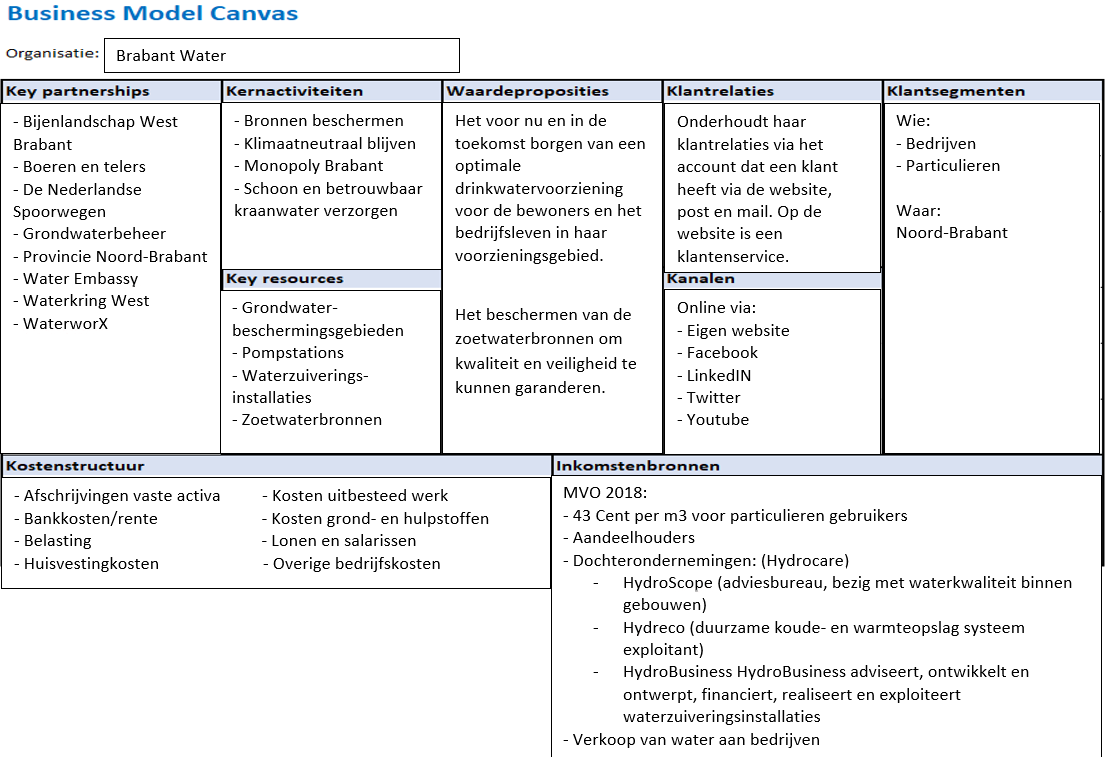 Business Model Canvas
Organisatie:
Brabant Water
Key partnerships
- Bijenlandschap West
Brabant
- Boeren en telers
- De Nederlandse
Spoorwegen
- Grondwaterbeheer
- Provincie Noord-Brabant
- Water Embassy
- Waterkring West
- WaterworX
Kernactiviteiten
- Bronnen beschermen
- Klimaatneutraal blijven
- Monopoly Brabant
- Schoon en betrouwbaar
kraanwater verzorgen
Key resources
- Grondwater-
beschermingsgebieden
- Pompstations
- Waterzuiverings-
installaties
- Zoetwaterbronnen
Waardeproposities
Het voor nu en in de
toekomst borgen van een
optimale
drinkwatervoorziening
voor de bewoners en het
bedrijfsleven in haar
voorzieningsgebied.
Het beschermen van de
zoetwaterbronnen om
kwaliteit en veiligheid te
kunnen garanderen.
Klantrelaties
Onderhoudt haar
klantrelaties via het
account dat een klant
heeft via de website,
post en mail. Op de
website is een
klantenservice.
Kanalen
Online via:
- Eigen website
- Facebook
- LinkedIN
- Twitter
- Youtube
Klantsegmenten
Wie:
- Bedrijven
- Particulieren
Waar:
Noord-Brabant
Kostenstructuur
- Afschrijvingen vaste activa
- Bankkosten/rente
- Belasting
- Huisvestingkosten
- Kosten uitbesteed werk
- Kosten grond- en hulpstoffen
- Lonen en salarissen
- Overige bedrijfskosten
Inkomstenbronnen
MVO 2018:
- 43 Cent per m3 voor particulieren gebruikers
- Aandeelhouders
- Dochterondernemingen: (Hydrocare)
- HydroScope (adviesbureau, bezig met waterkwaliteit binnen
gebouwen)
- Hydreco (duurzame koude- en warmteopslag systeem
exploitant)
- HydroBusiness HydroBusiness adviseert, ontwikkelt en
ontwerpt, financiert, realiseert en exploiteert
waterzuiveringsinstallaties
- Verkoop van water aan bedrijven